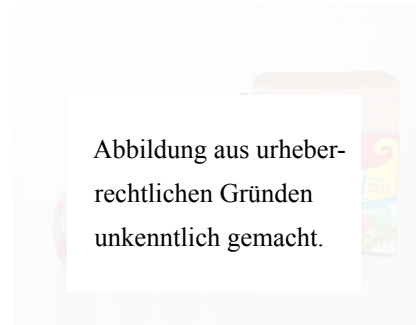 Abbildung aus urheber-
rechtlichen Gründen
unkenntlich gemacht.